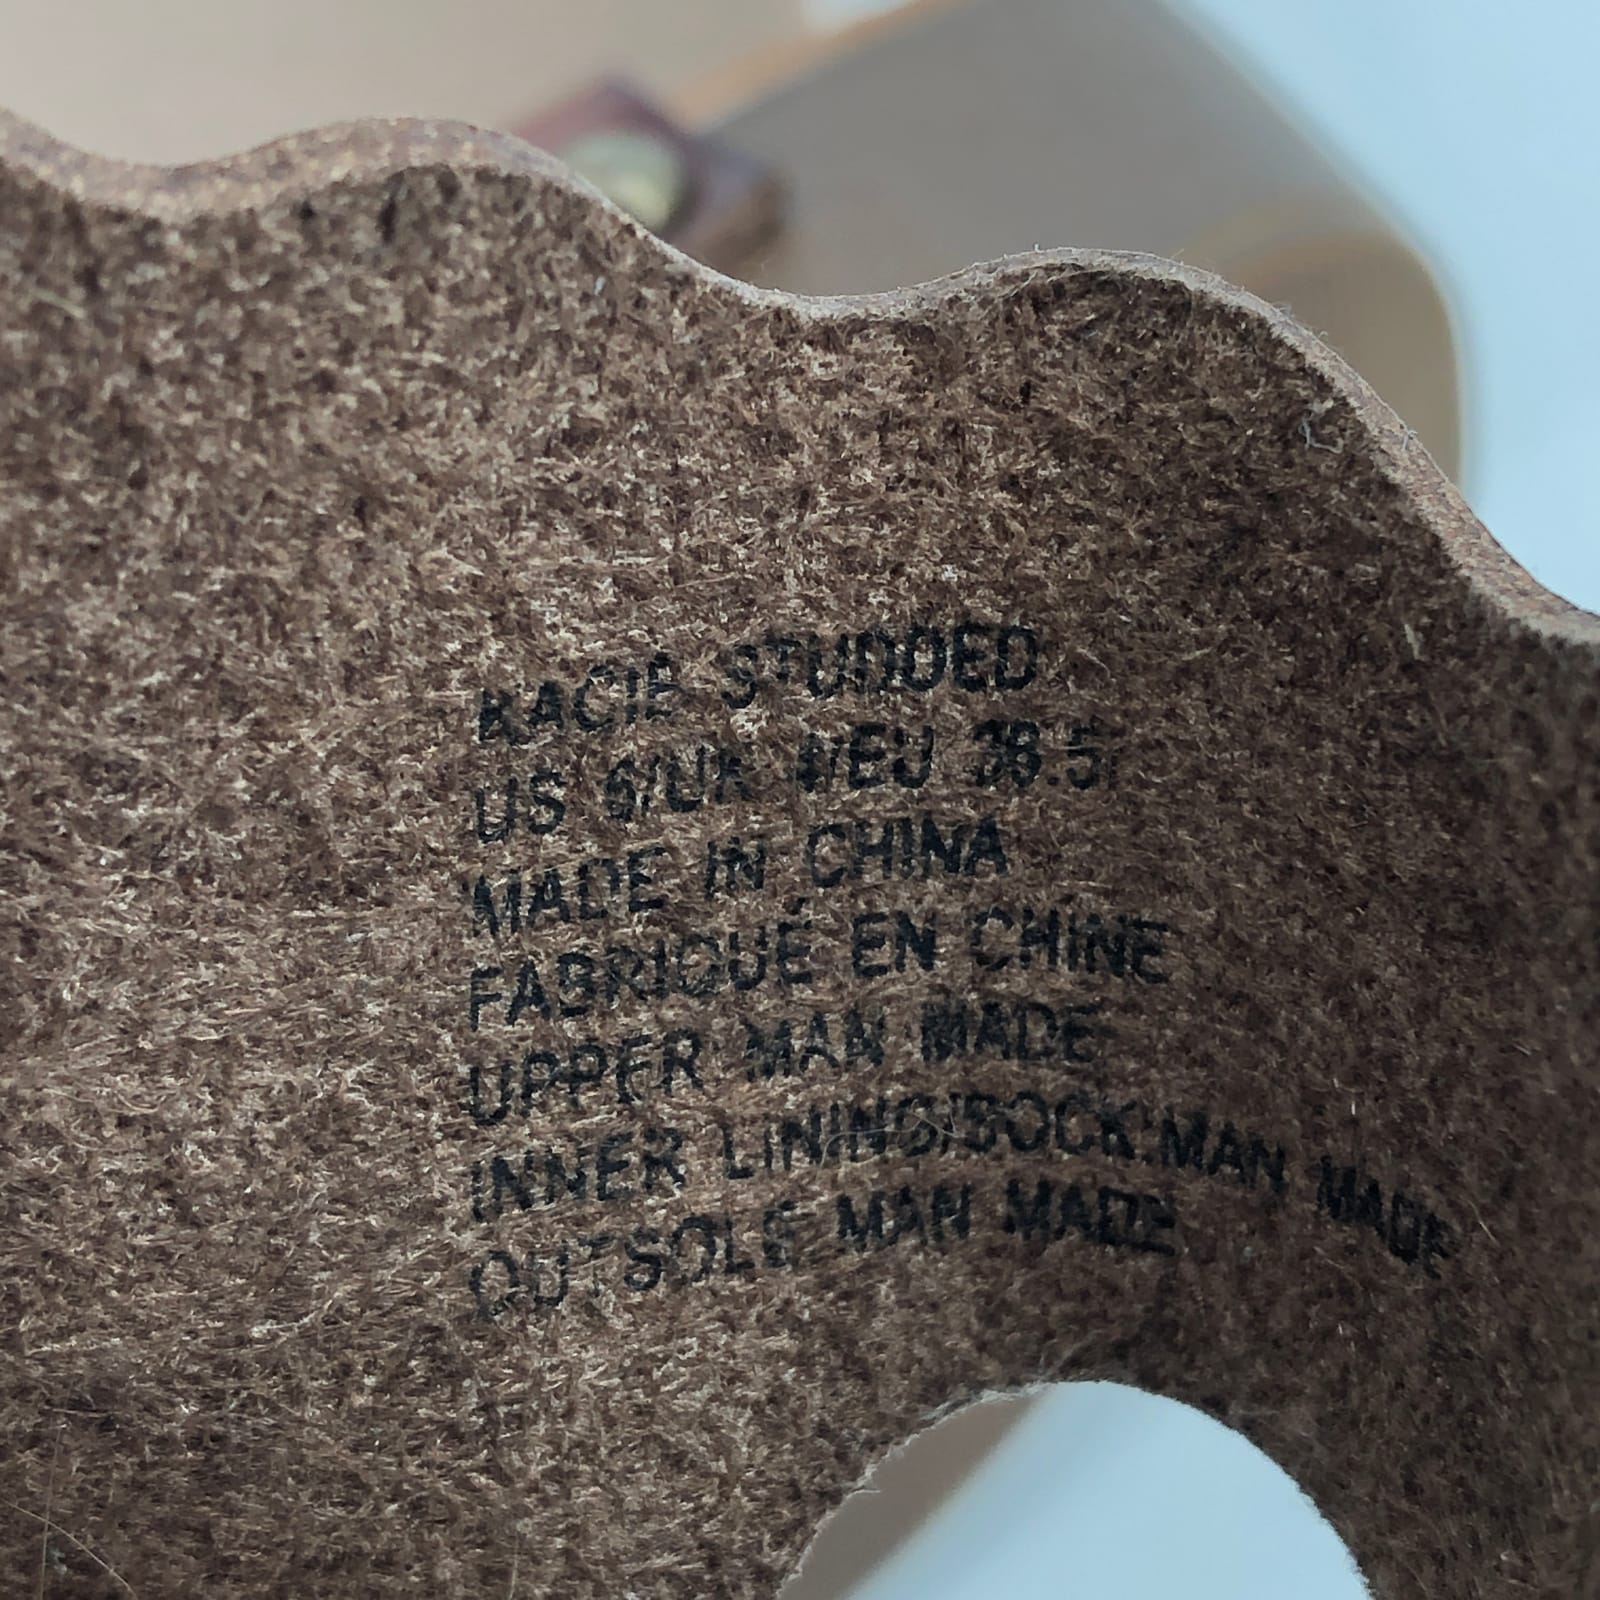 KACIE STUDDED
US 6/UK 4/EU 36.5
MADE IN CHINA
FABRIQUÉ EN CHINE
UPPER MAN MADE
INNER LINING/SOCK:MAN MADE
OUTSOLE MAN MADE